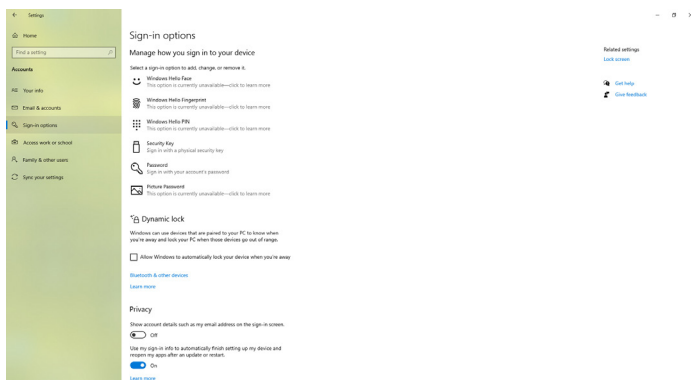 Settings
Home
Find a setting
Accounts
Your info
Email & accounts
Sign-in options
Access work or school
Family & other users
Sync your settings
Sign-in options
Manage how you sign in to your device
Select a sign-in option to add, change, or remove it.
Windows Hello Face
This option is currently unavailable—click to learn more
Windows Hello Fingerprint
This option is currently unavailable—click to learn more
Windows Hello PIN
This option is currently unavailable—click to learn more
Security Key
Sign in with a physical security key
Password
Sign in with your account's password
Picture Password
This option is currently unavailable—click to learn more
Dynamic lock
Windows can use devices that are paired to your PC to know when
you're away and lock your PC when those devices go out of range.
Allow Windows to automatically lock your device when you're away
Bluetooth & other devices
Learn more
Privacy
Show account details such as my email address on the sign-in screen.
Off
Use my sign-in info to automatically finish setting up my device and
reopen my apps after an update or restart.
On
Learn more
Related settings
Lock screen
Get help
Give feedback